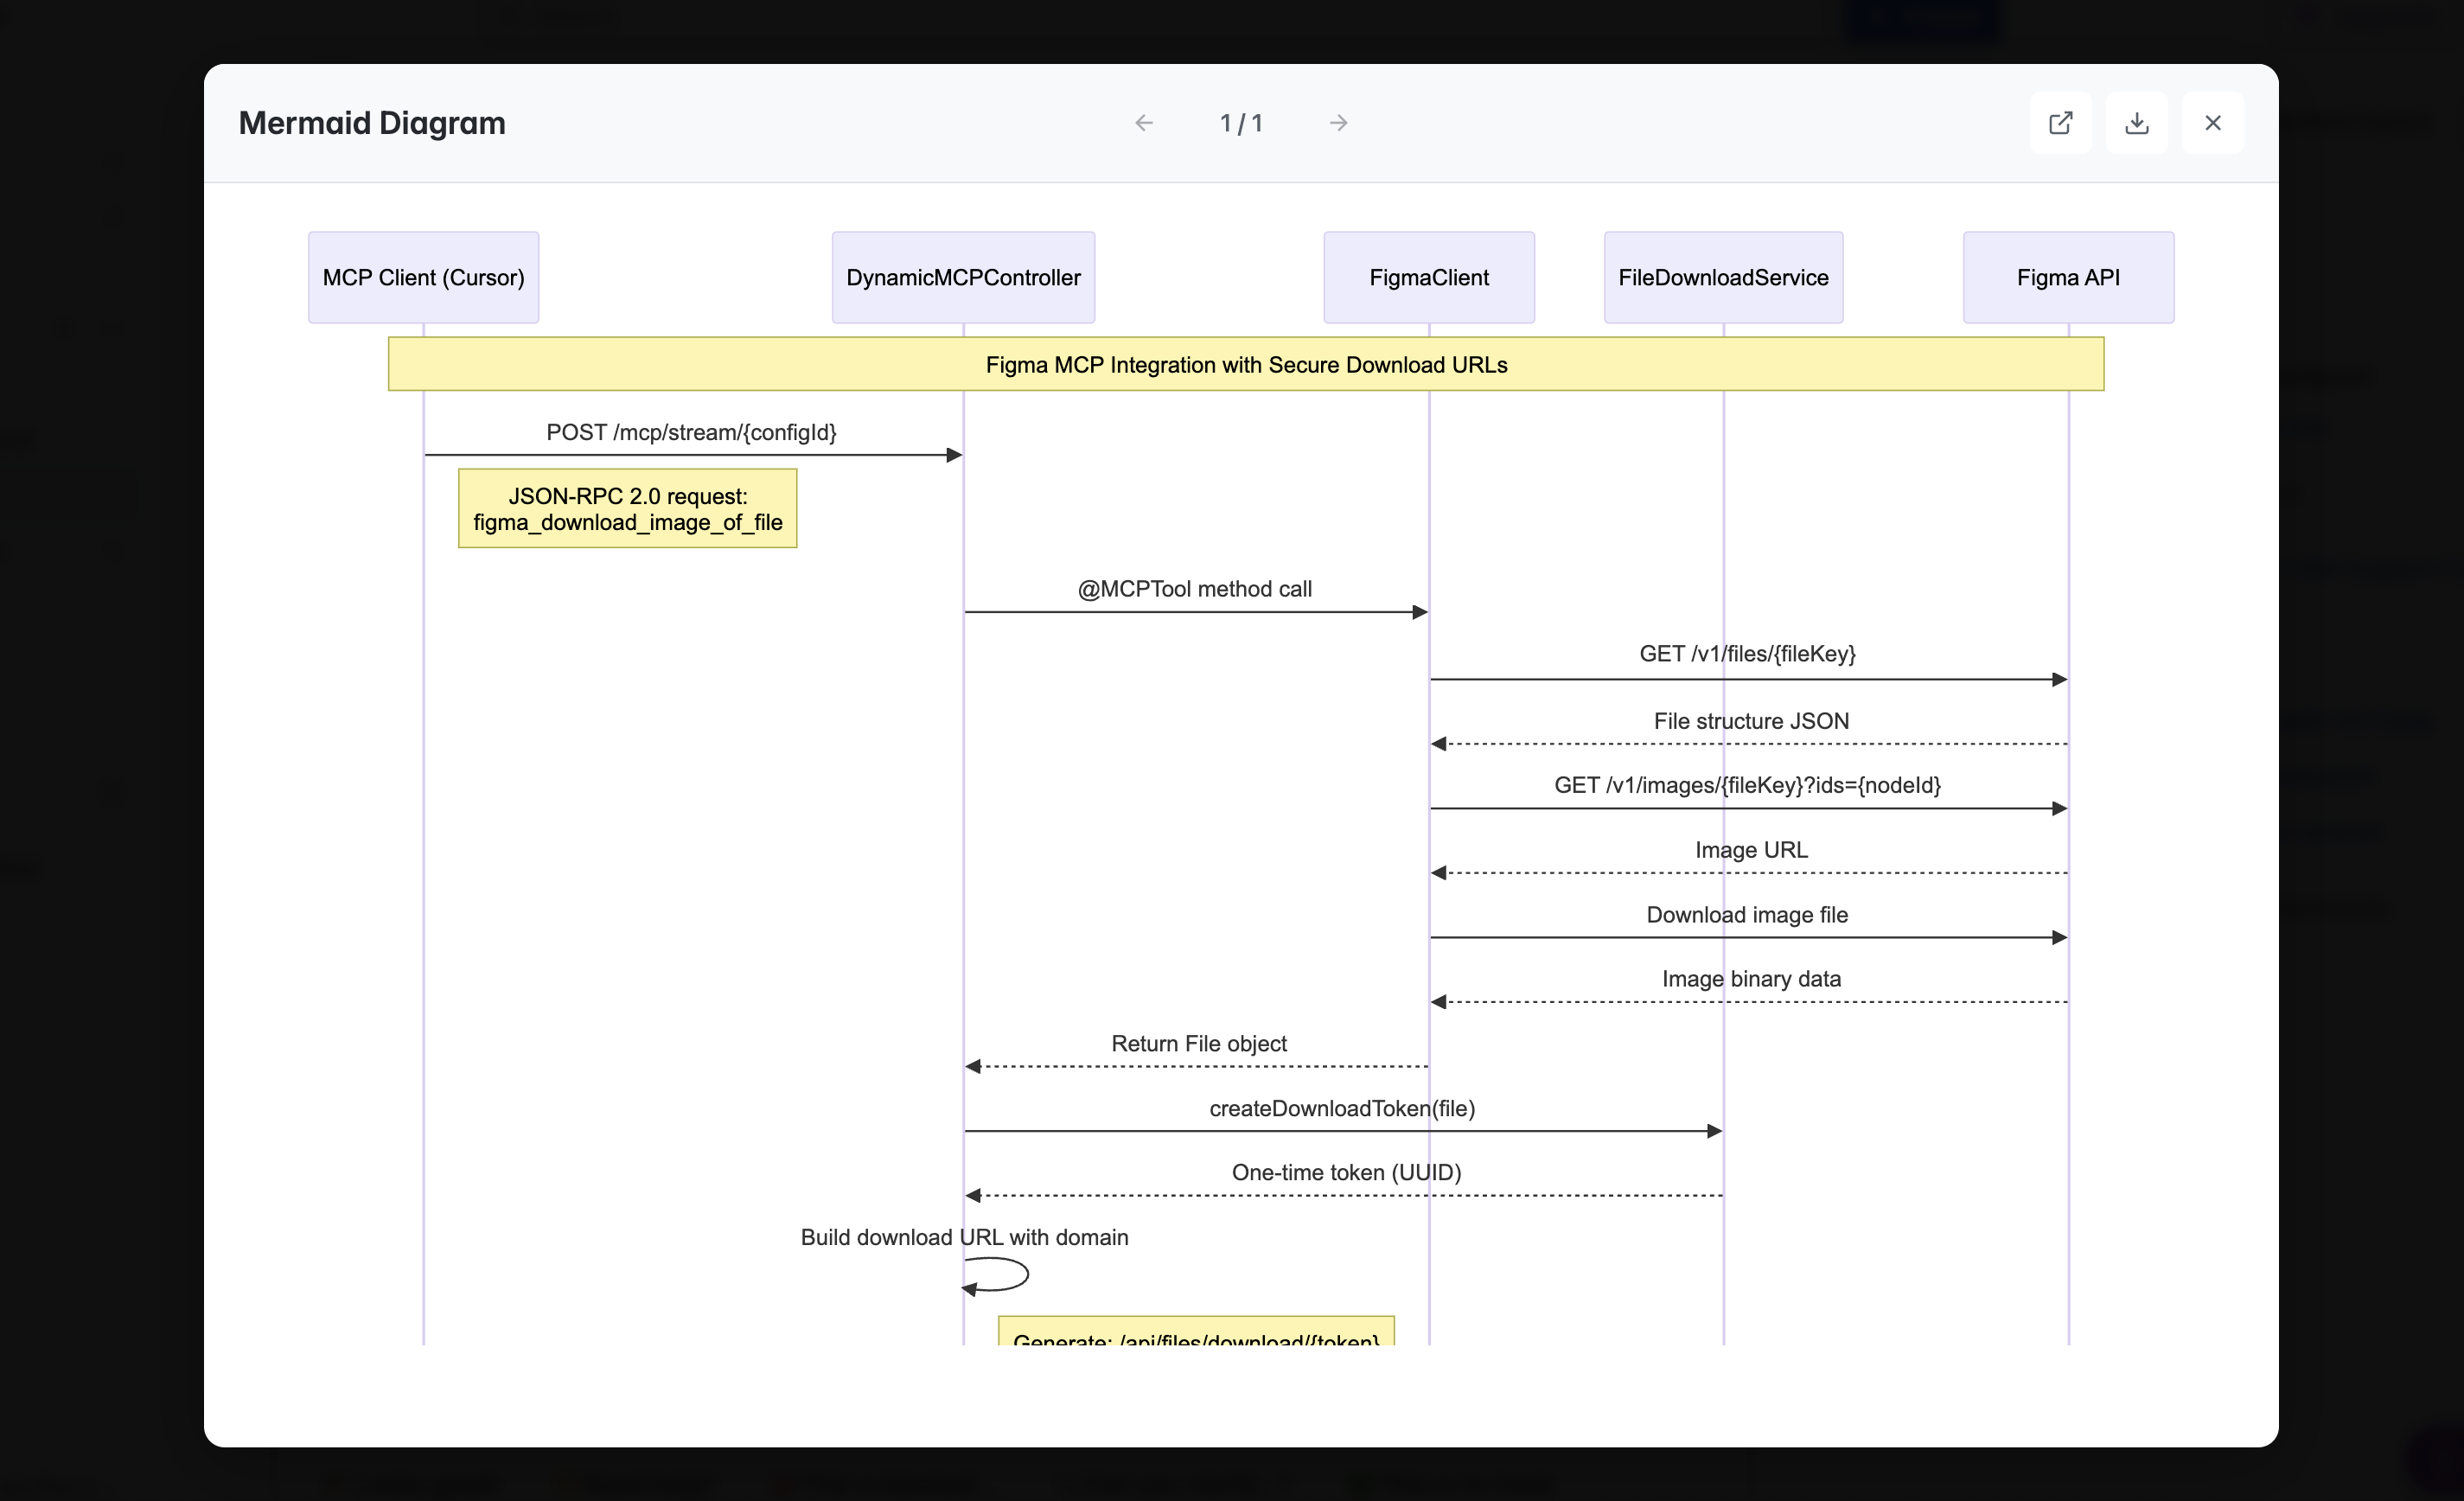 Mermaid Diagram
1 / 1
MCP Client (Cursor)
DynamicMCPController
FigmaClient
FileDownloadService
Figma API
Figma MCP Integration with Secure Download URLs
POST /mcp/stream/{configId}
JSON-RPC 2.0 request:
figma_download_image_of_file
@MCPTool method call
GET /v1/files/{fileKey}
File structure JSON
GET /v1/images/{fileKey}?ids={nodeId}
Image URL
Download image file
Image binary data
Return File object
createDownloadToken(file)
One-time token (UUID)
Build download URL with domain
Generate: /api/files/download/{token}